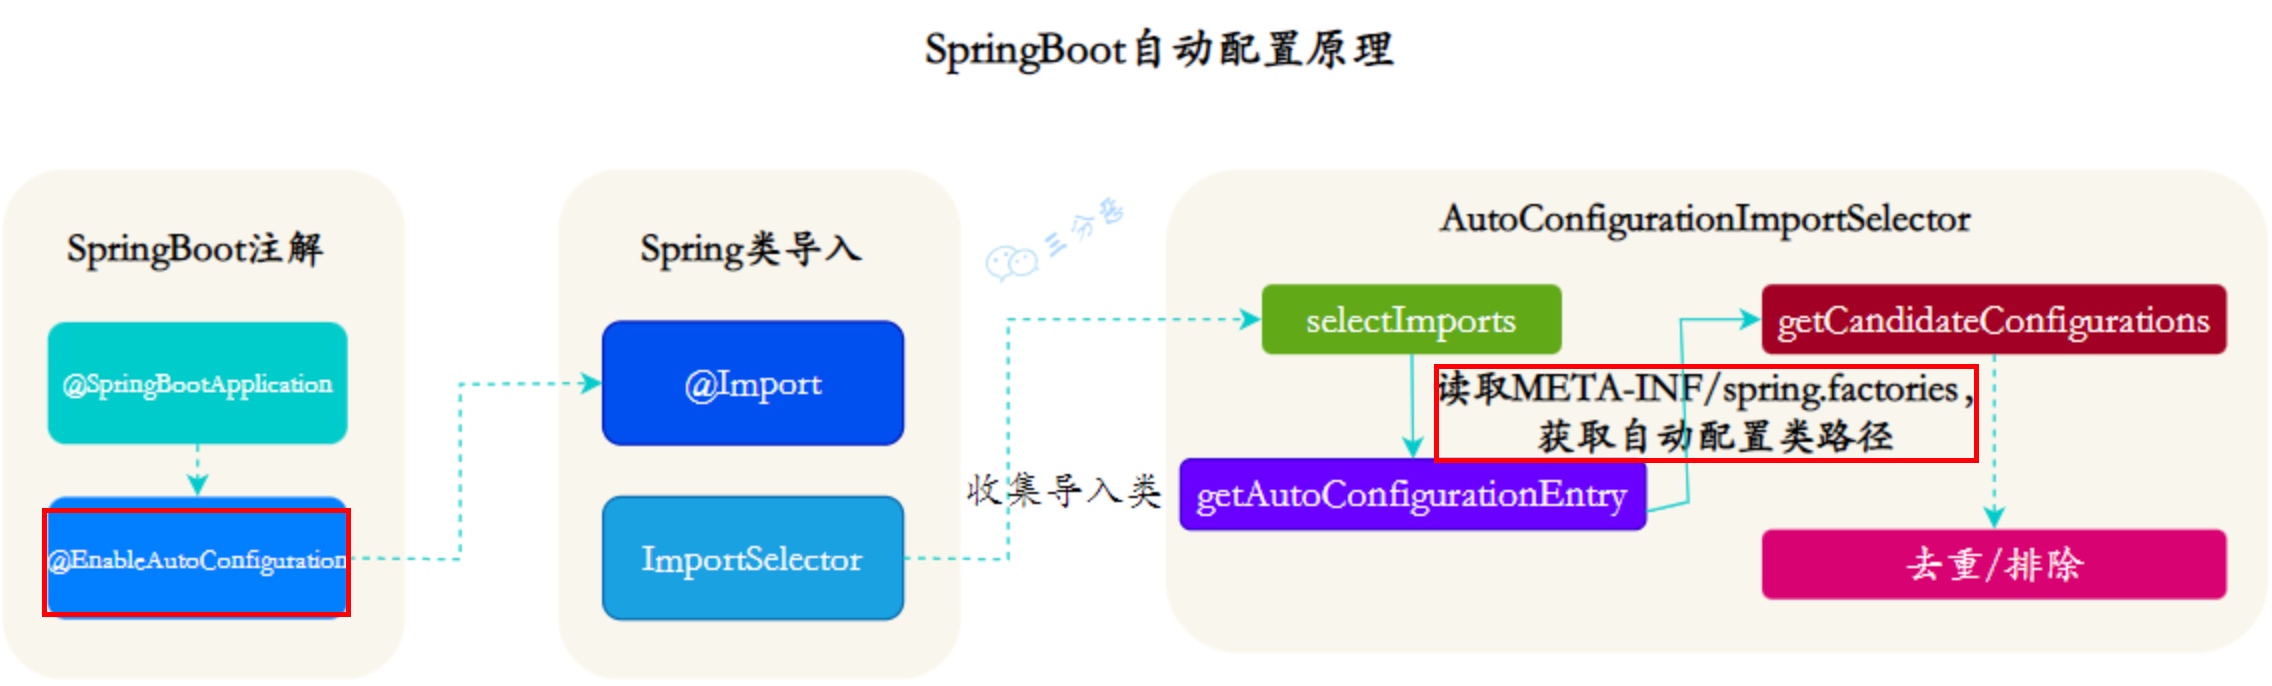 SpringBoot自动配置原理
SpringBoot注解
@SpringBootApplication
@EnableAutoConfiguration
Spring类导入
@Import
ImportSelector
三分恶
收集导入类
AutoConfigurationImportSelector
selectImports
getCandidateConfigurations
读取META-INF/spring.factories，
获取自动配置类路径
getAutoConfigurationEntry
去重/排除